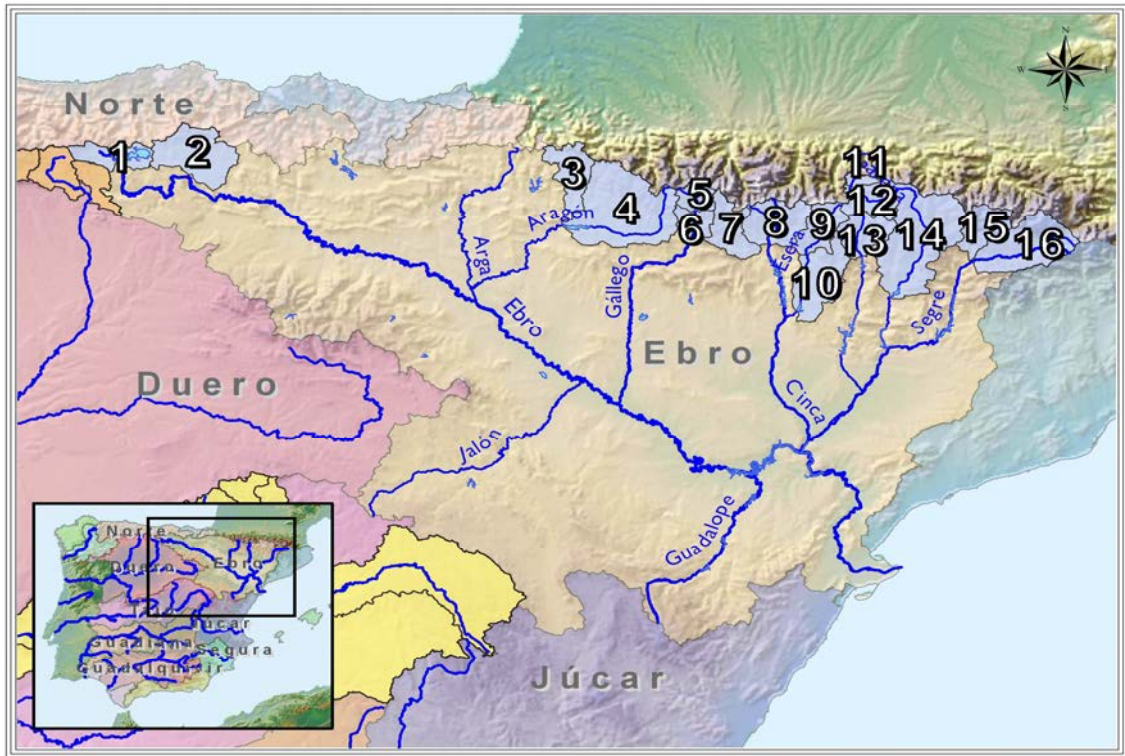 N
W E
S
Norte
1
2
3
4
5
6
7
8
9
10
11
12
13
14
15
16
Aragón
Arga
Gállego
Esera
Segre
Ebro
Ebro
Duero
Cinca
Jalón
Guadalope
Júcar
Norte
Duero
Ebro
Júcar
Guadiana
Segura
Guadalquivir